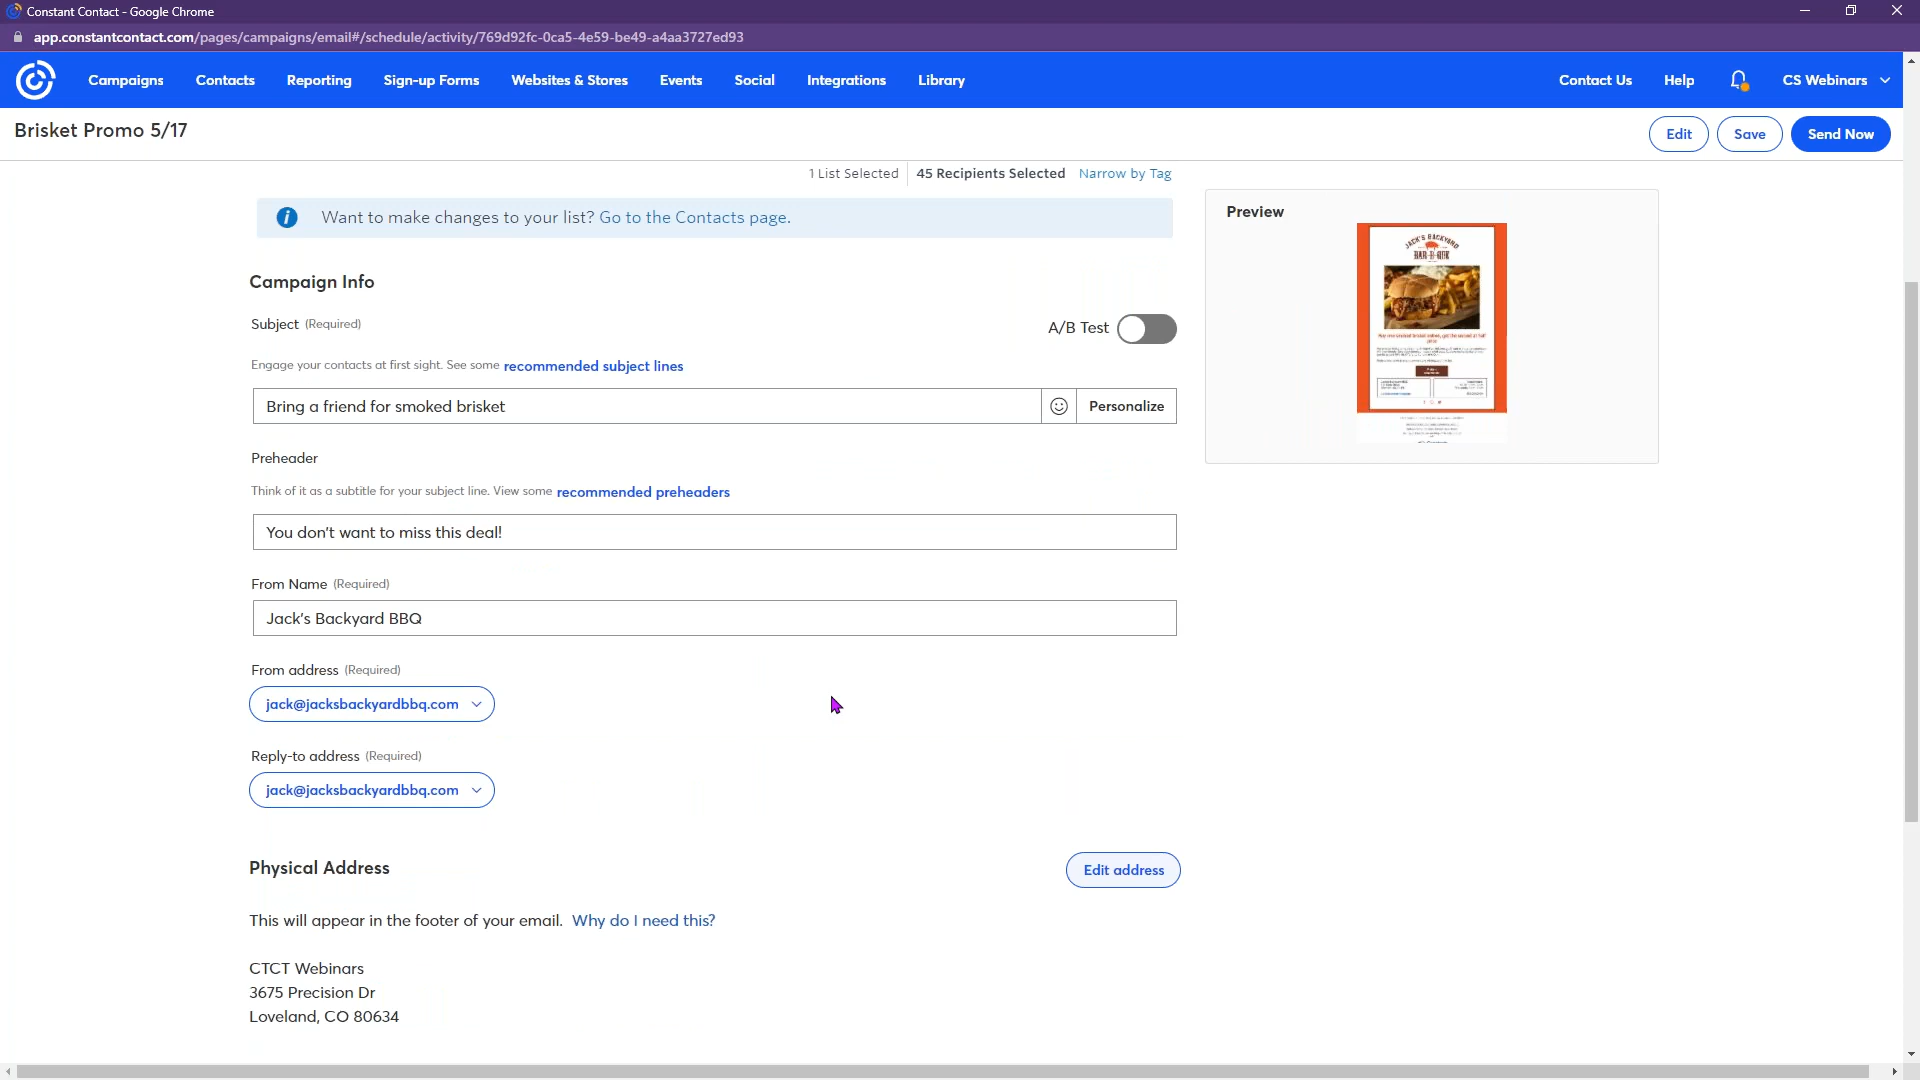 Constant Contact - Google Chrome
app.constantcontact.com/pages/campaigns/email#/schedule/activity/769d92fc-0ca5-4e59-be49-a4aa3727ed93
Campaigns Contacts Reporting Sign-up Forms Websites & Stores Events Social Integrations Library Contact Us Help CS Webinars
Brisket Promo 5/17 Edit Save Send Now
1 List Selected 45 Recipients Selected Narrow by Tag
Want to make changes to your list? Go to the Contacts page.
Preview
JACK'S BACKYARD
BAR-B-QUE
Campaign Info
Subject (Required) A/B Test
Engage your contacts at first sight. See some recommended subject lines
Bring a friend for smoked brisket Personalize
Preheader
Think of it as a subtitle for your subject line. View some recommended preheaders
You don't want to miss this deal!
From Name (Required)
Jack's Backyard BBQ
From address (Required)
jack@jacksbackyardbbq.com
Reply-to address (Required)
jack@jacksbackyardbbq.com
Physical Address Edit address
This will appear in the footer of your email. Why do I need this?
CTCT Webinars
3675 Precision Dr
Loveland, CO 80634